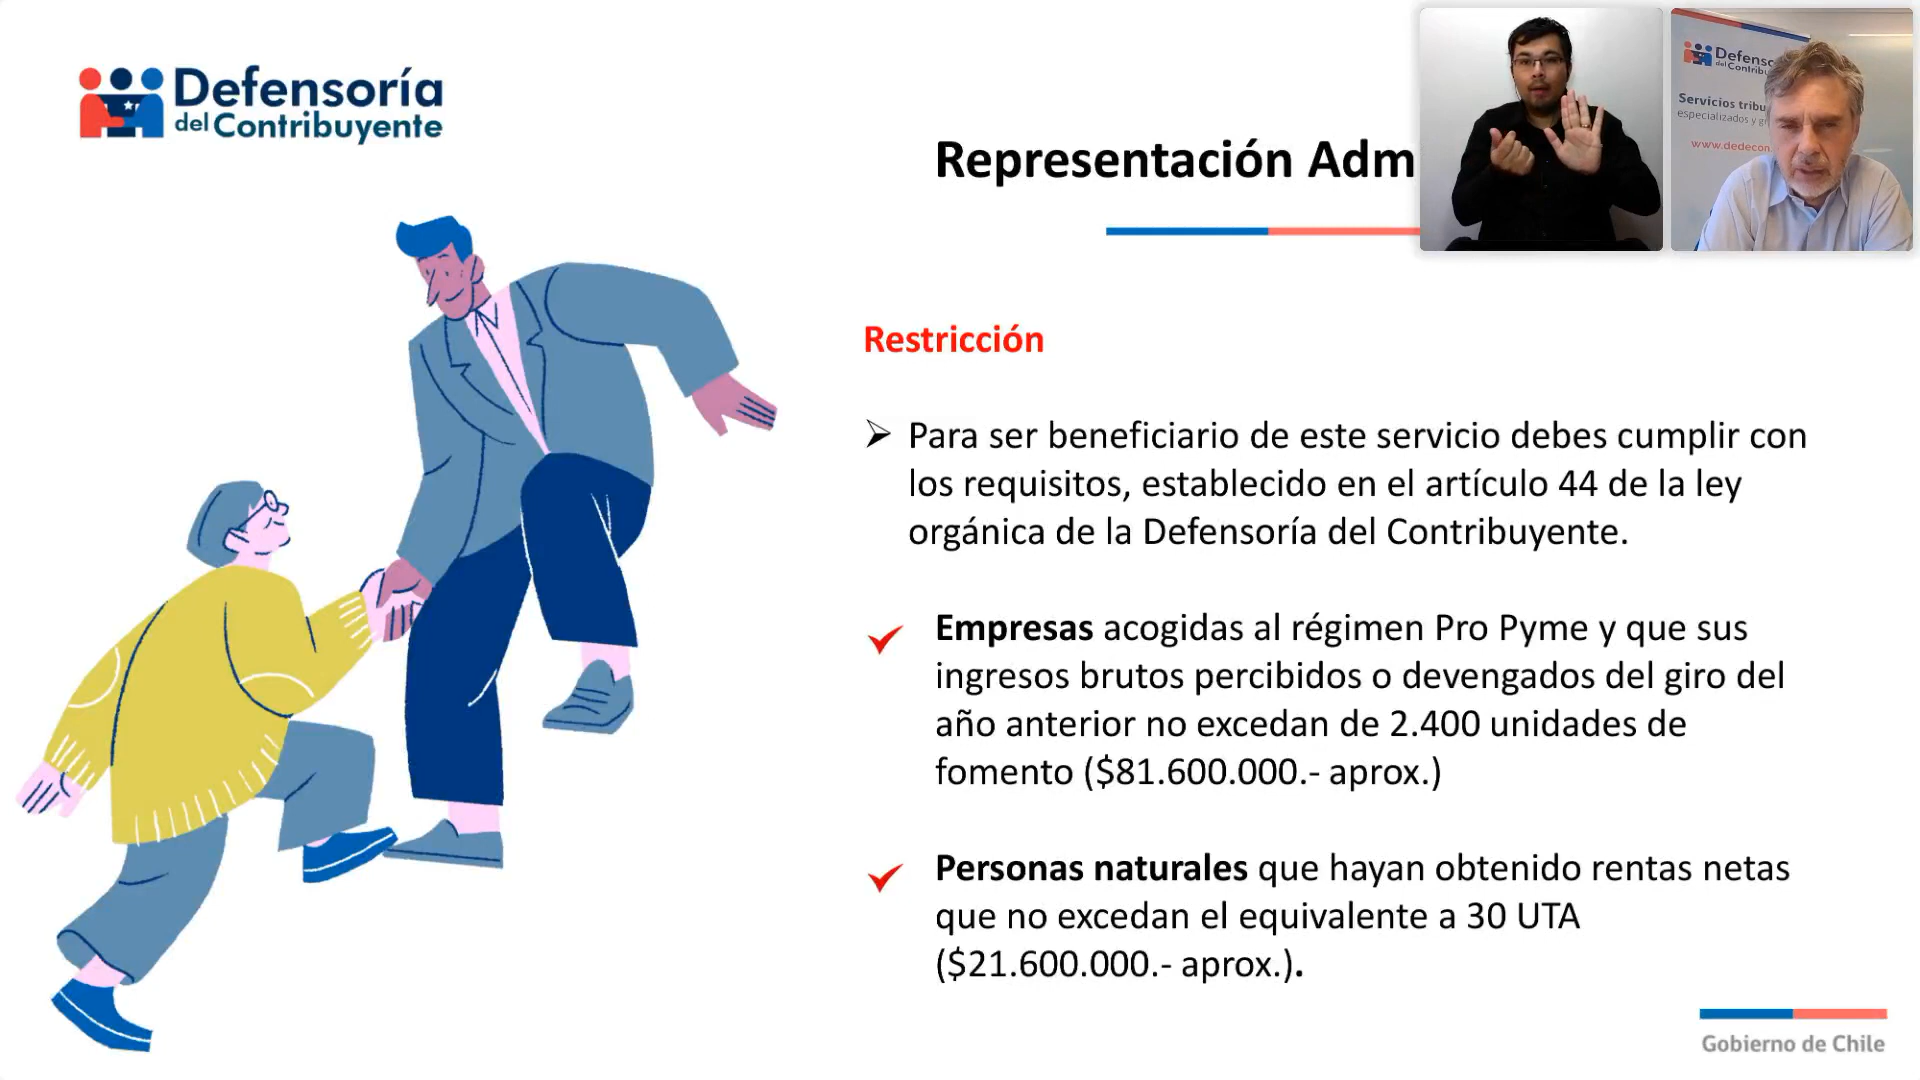 Defensoría
del Contribuyente
Representación Adm
Defenso
del Contribu
Servicios tribu
especializados y g
www.dedecon
Restricción
➢ Para ser beneficiario de este servicio debes cumplir con
los requisitos, establecido en el artículo 44 de la ley
orgánica de la Defensoría del Contribuyente.
Empresas acogidas al régimen Pro Pyme y que sus
ingresos brutos percibidos o devengados del giro del
año anterior no excedan de 2.400 unidades de
fomento ($81.600.000.- aprox.)
Personas naturales que hayan obtenido rentas netas
que no excedan el equivalente a 30 UTA
($21.600.000.- aprox.).
Gobierno de Chile